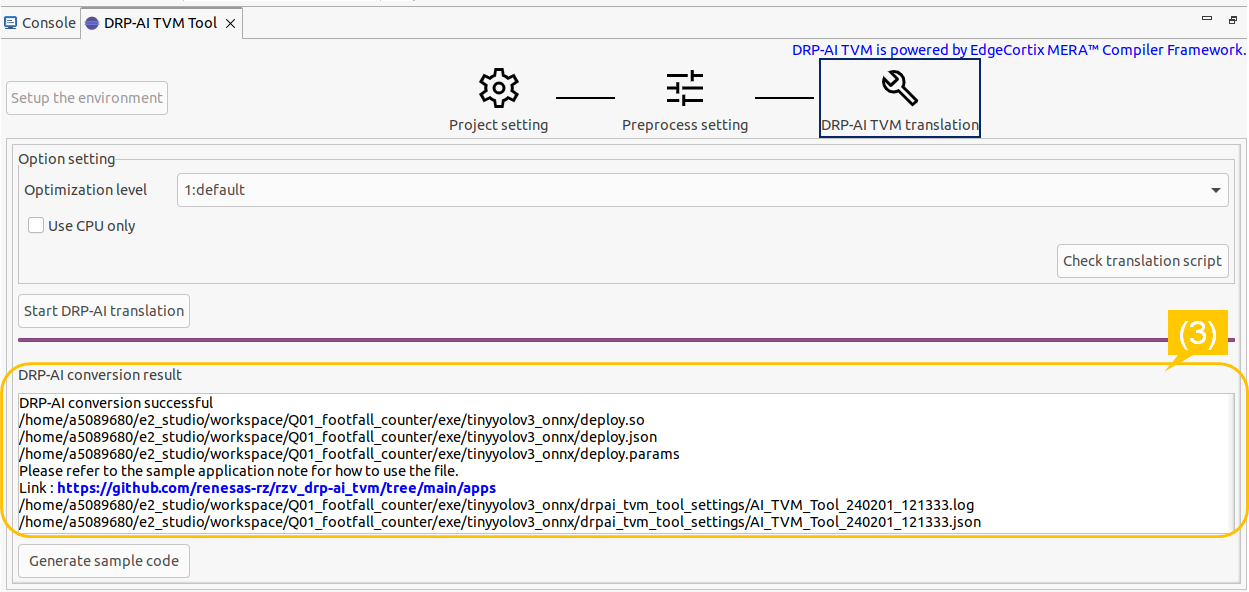 Console
DRP-AI TVM Tool
DRP-AI TVM is powered by EdgeCortix MERA™ Compiler Framework.
Setup the environment
Project setting
Preprocess setting
DRP-AI TVM translation
Option setting
Optimization level
1:default
Use CPU only
Check translation script
Start DRP-AI translation
(3)
DRP-AI conversion result
DRP-AI conversion successful
/home/a5089680/e2_studio/workspace/Q01_footfall_counter/exe/tinyyolov3_onnx/deploy.so
/home/a5089680/e2_studio/workspace/Q01_footfall_counter/exe/tinyyolov3_onnx/deploy.json
/home/a5089680/e2_studio/workspace/Q01_footfall_counter/exe/tinyyolov3_onnx/deploy.params
Please refer to the sample application note for how to use the file.
Link : https://github.com/renesas-rz/rzv_drp-ai_tvm/tree/main/apps
/home/a5089680/e2_studio/workspace/Q01_footfall_counter/exe/tinyyolov3_onnx/drpai_tvm_tool_settings/AI_TVM_Tool_240201_121333.log
/home/a5089680/e2_studio/workspace/Q01_footfall_counter/exe/tinyyolov3_onnx/drpai_tvm_tool_settings/AI_TVM_Tool_240201_121333.json
Generate sample code